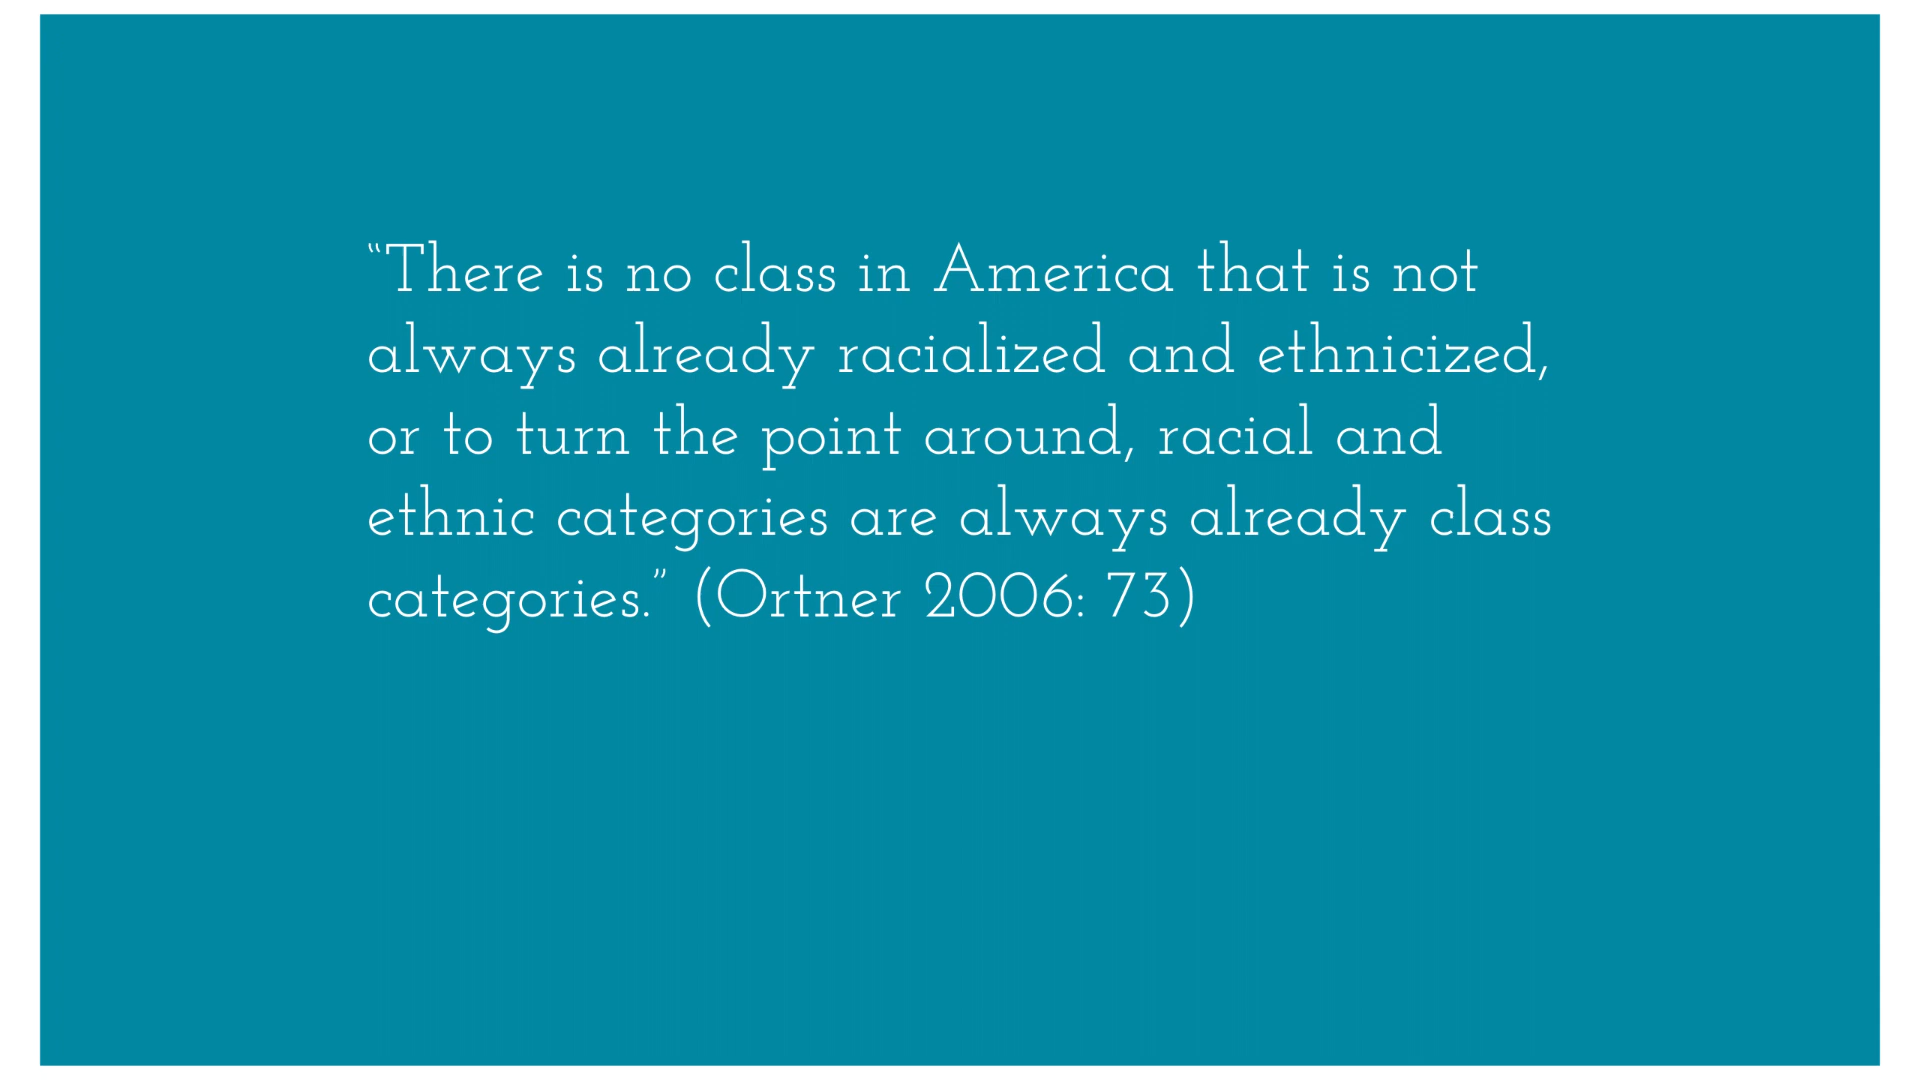 “There is no class in America that is not
always already racialized and ethnicized,
or to turn the point around, racial and
ethnic categories are always already class
categories.” (Ortner 2006: 73)